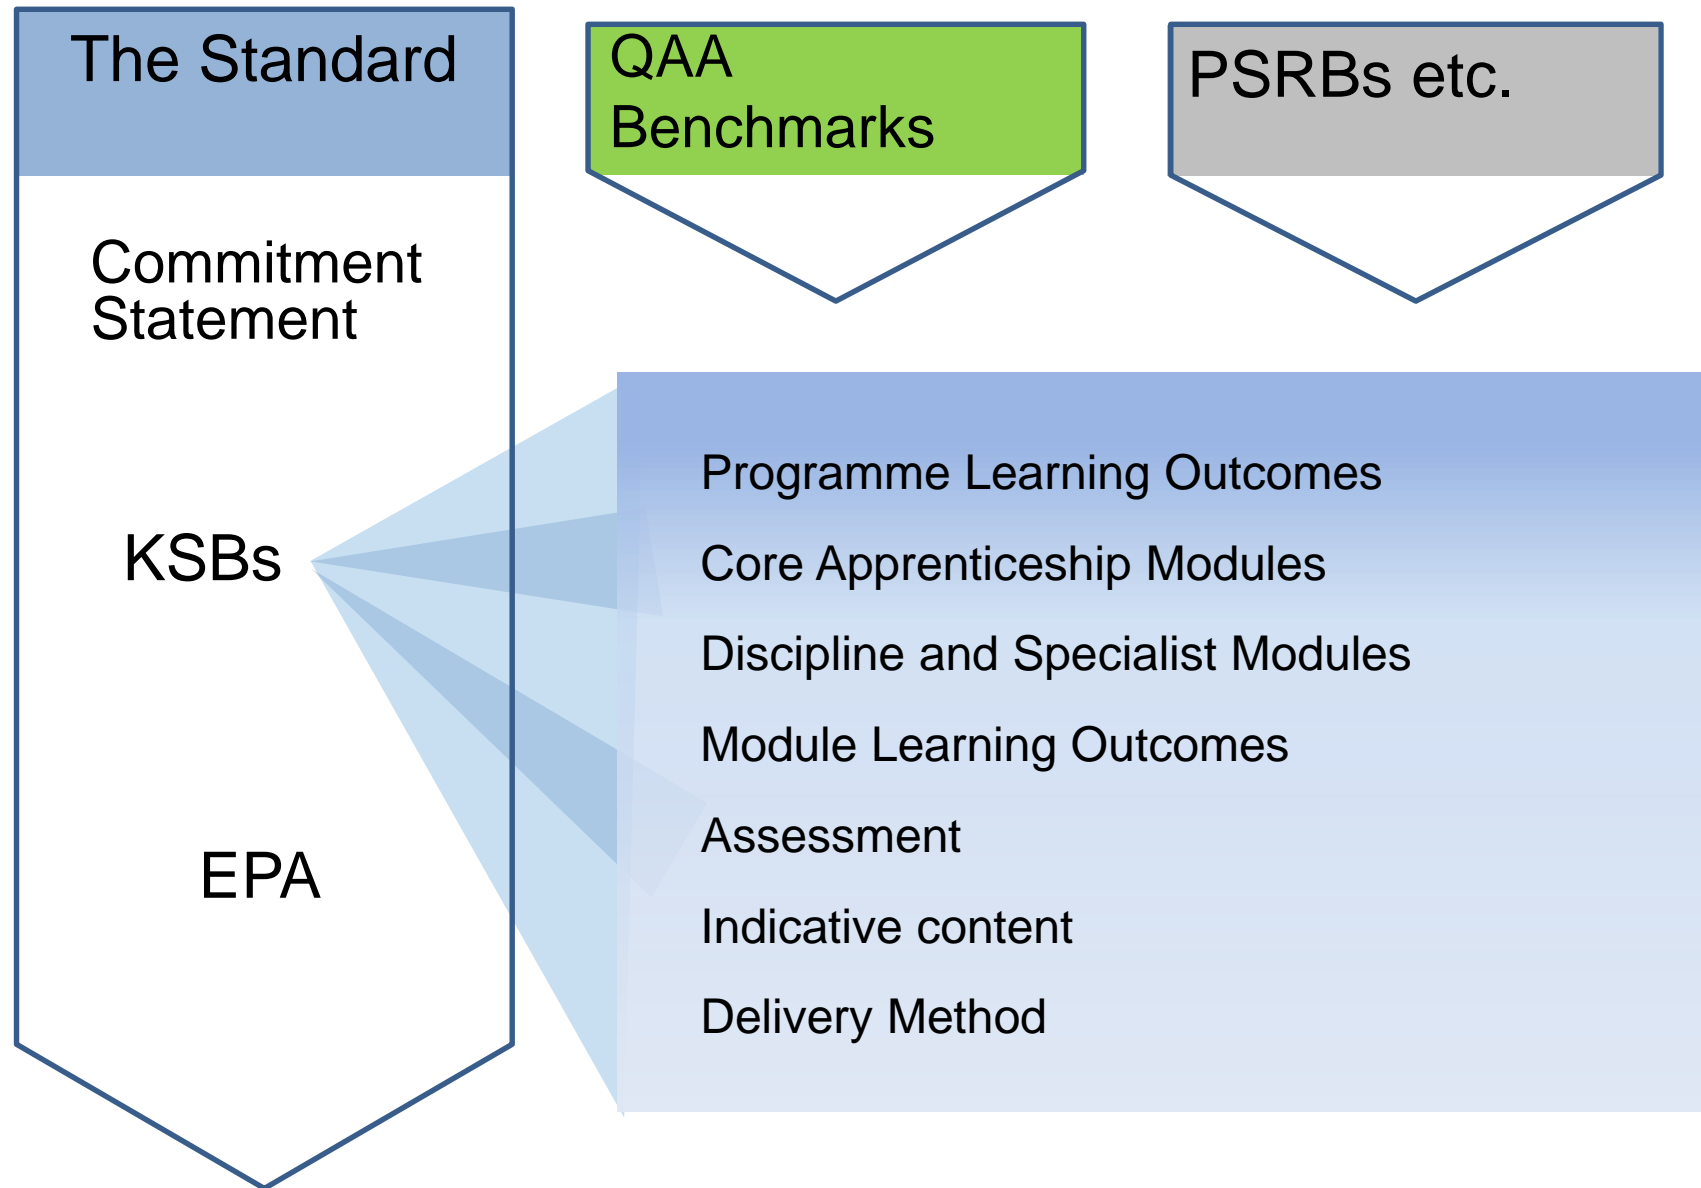 The Standard
QAA
Benchmarks
PSRBs etc.
Commitment
Statement
KSBs
EPA
Programme Learning Outcomes
Core Apprenticeship Modules
Discipline and Specialist Modules
Module Learning Outcomes
Assessment
Indicative content
Delivery Method